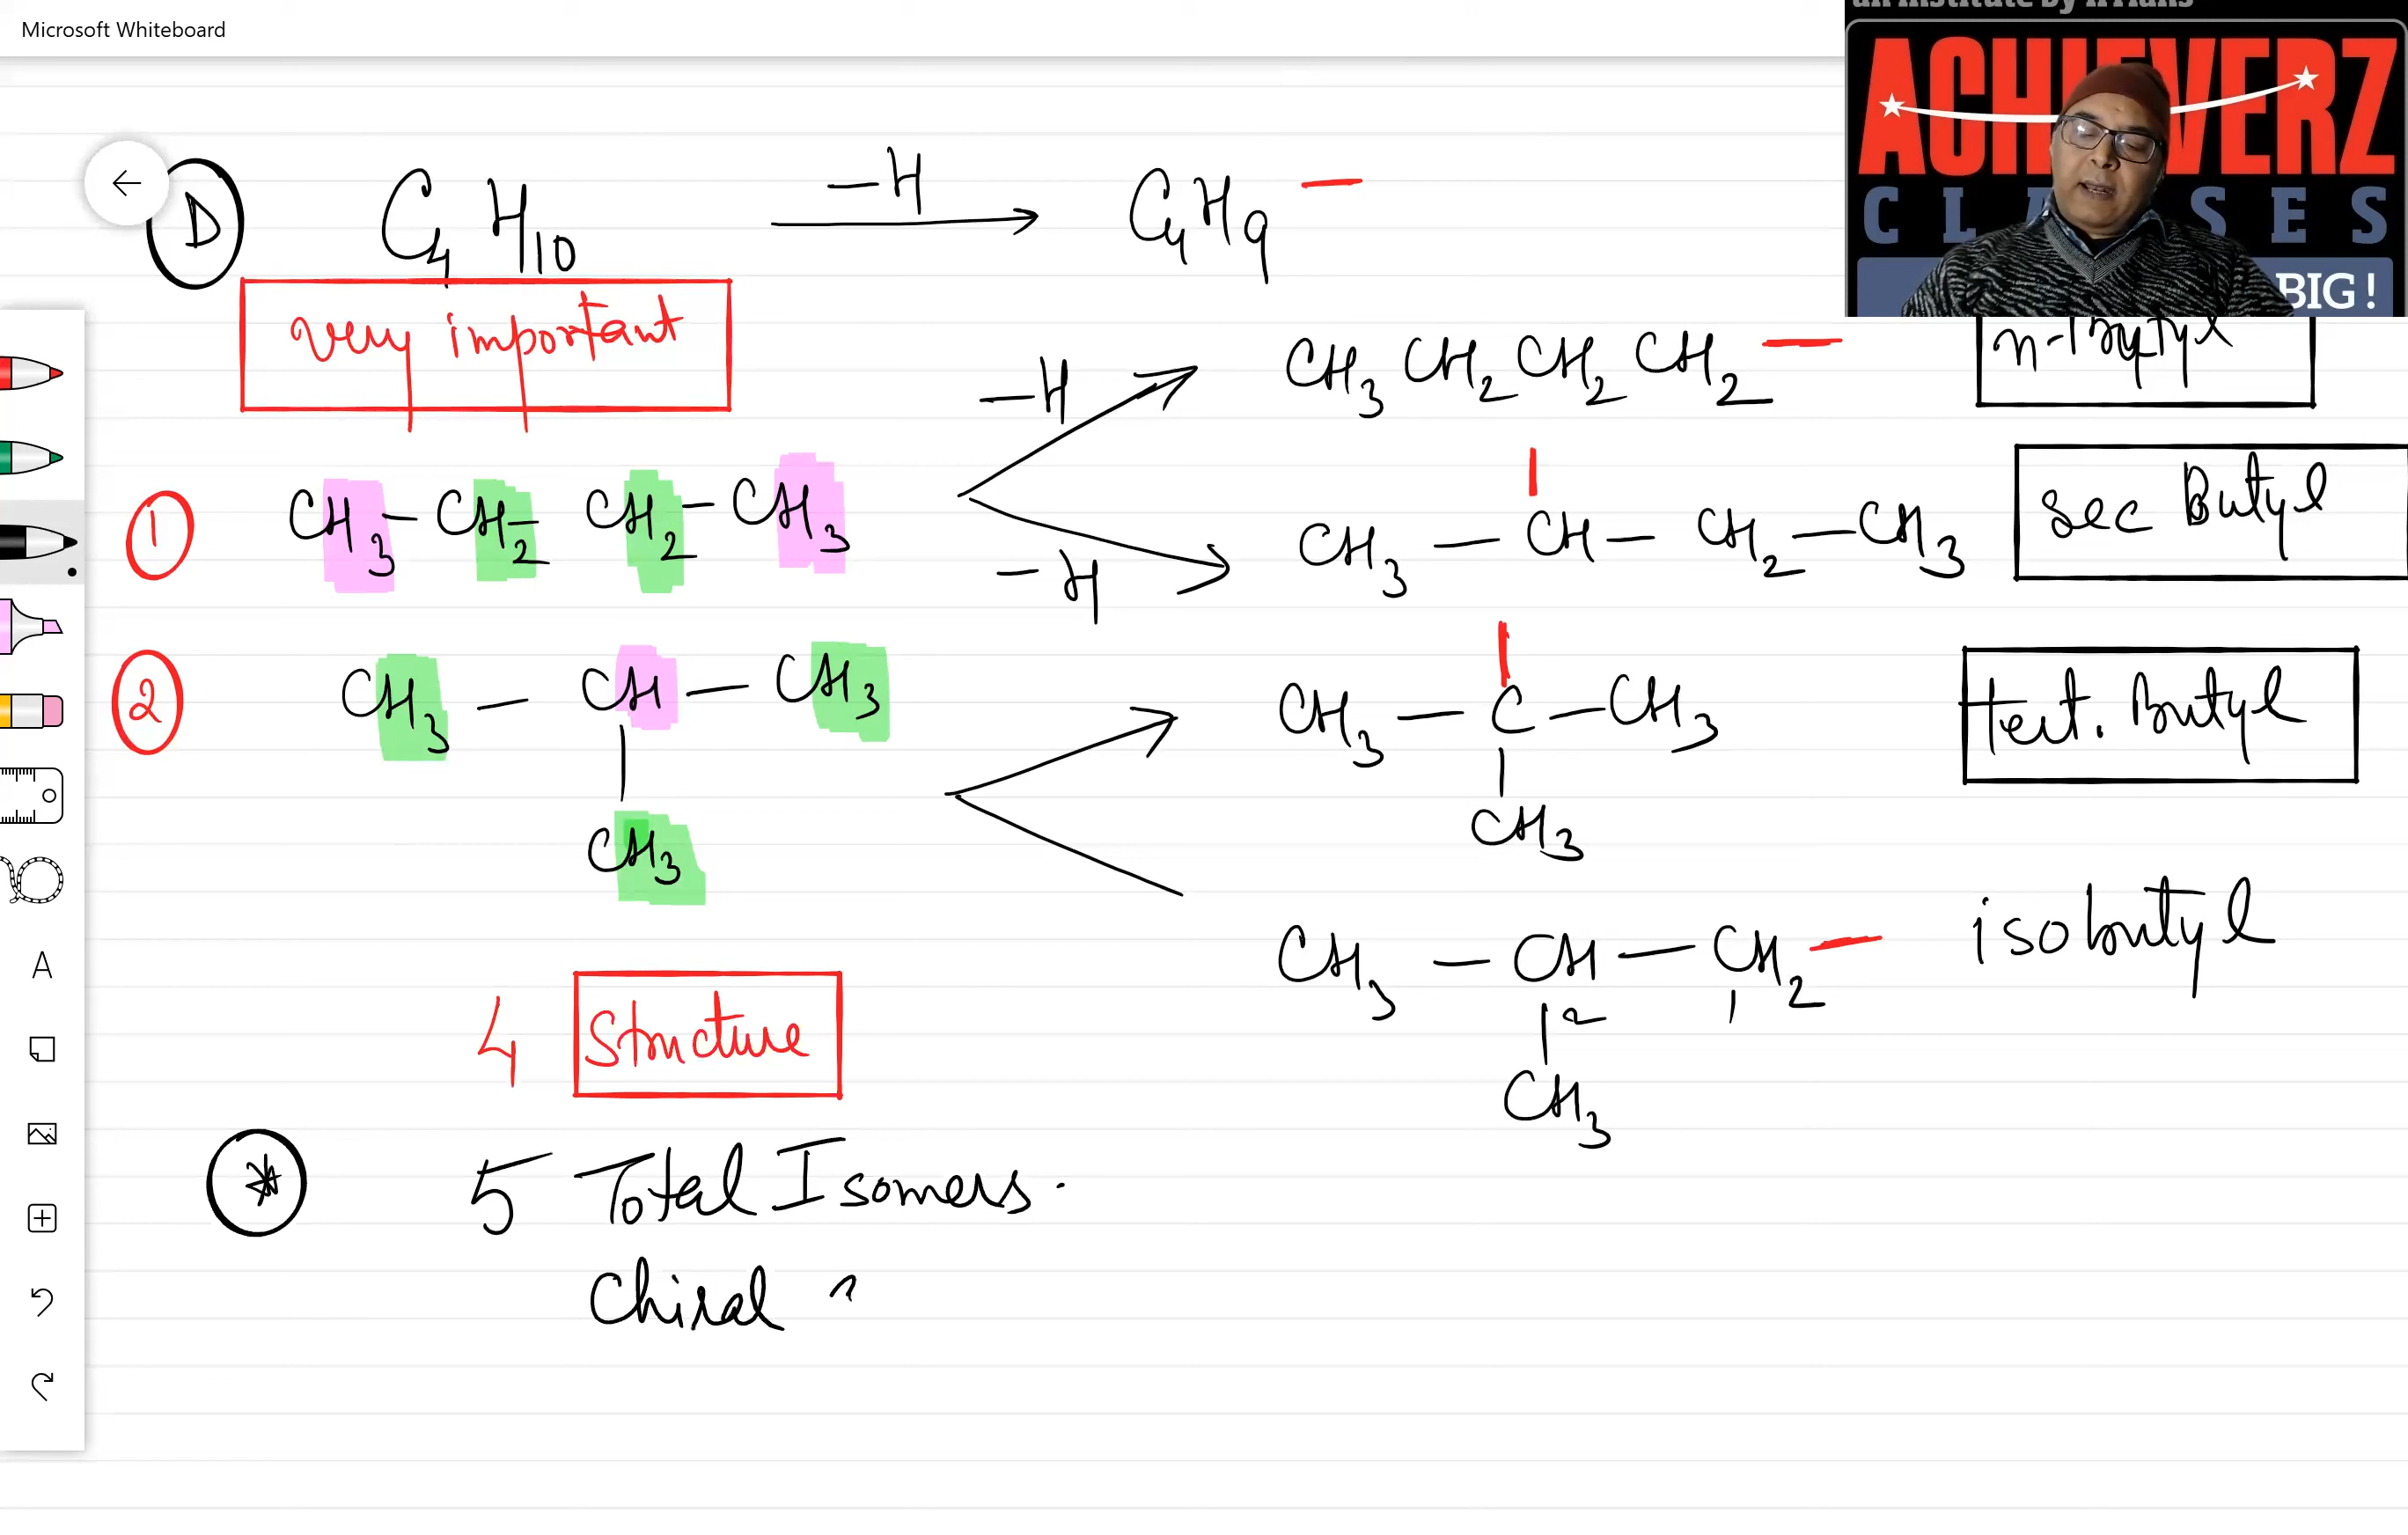 Microsoft Whiteboard
ACHIEVERZ
CLASSES
BIG!
D C4H10 —H→ C4H9—
very important
—H CH3 CH2 CH2 CH2— n-Butyl
① CH3—CH2 CH2—CH3
—H CH3—CH—CH2—CH3 Sec Butyl
② CH3—CH—CH3
CH3
CH3—C—CH3 Tert. Butyl
CH3
CH3—CH—CH2— isobutyl
CH3
4 Structure
* 5 Total Isomers.
Chiral
A